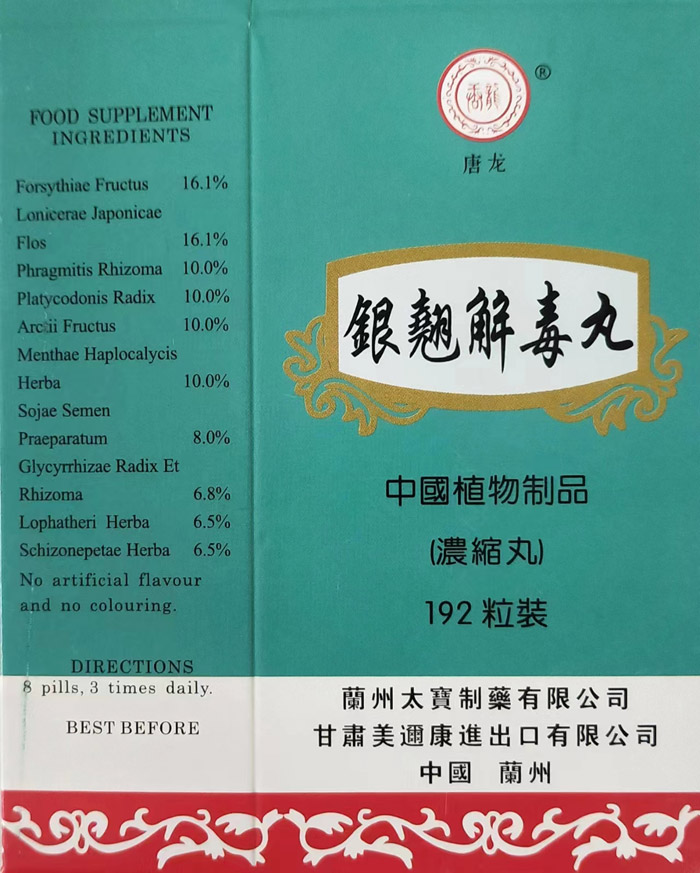 FOOD SUPPLEMENT
INGREDIENTS
Forsythiae Fructus 16.1%
Lonicerae Japonicae
Flos 16.1%
Phragmitis Rhizoma 10.0%
Platycodonis Radix 10.0%
Arctii Fructus 10.0%
Menthae Haplocalycis
Herba 10.0%
Sojae Semen
Praeparatum 8.0%
Glycyrrhizae Radix Et
Rhizoma 6.8%
Lophatheri Herba 6.5%
Schizonepetae Herba 6.5%
No artificial flavour
and no colouring.
DIRECTIONS
8 pills, 3 times daily.
BEST BEFORE
®
唐龙
銀翹解毒丸
中國植物制品
(濃縮丸)
192 粒裝
蘭州太寶制藥有限公司
甘肅美邇康進出口有限公司
中國 蘭州